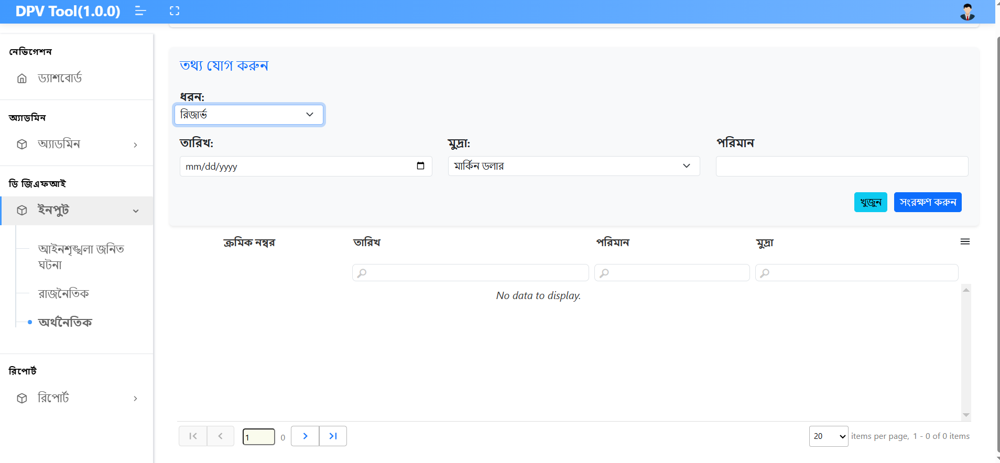 DPV Tool(1.0.0)
নেভিগেশন
ড্যাশবোর্ড
অ্যাডমিন
অ্যাডমিন
ডি জিএফআই
ইনপুট
আইনশৃঙ্খলা জনিত
ঘটনা
রাজনৈতিক
অর্থনৈতিক
রিপোর্ট
রিপোর্ট
তথ্য যোগ করুন
ধরন:
রিজার্ভ
তারিখ: মুদ্রা: পরিমান
mm/dd/yyyy মার্কিন ডলার
খুজুন সংরক্ষণ করুন
ক্রমিক নম্বর তারিখ পরিমান মুদ্রা
No data to display.
1 0 20 items per page, 1 - 0 of 0 items